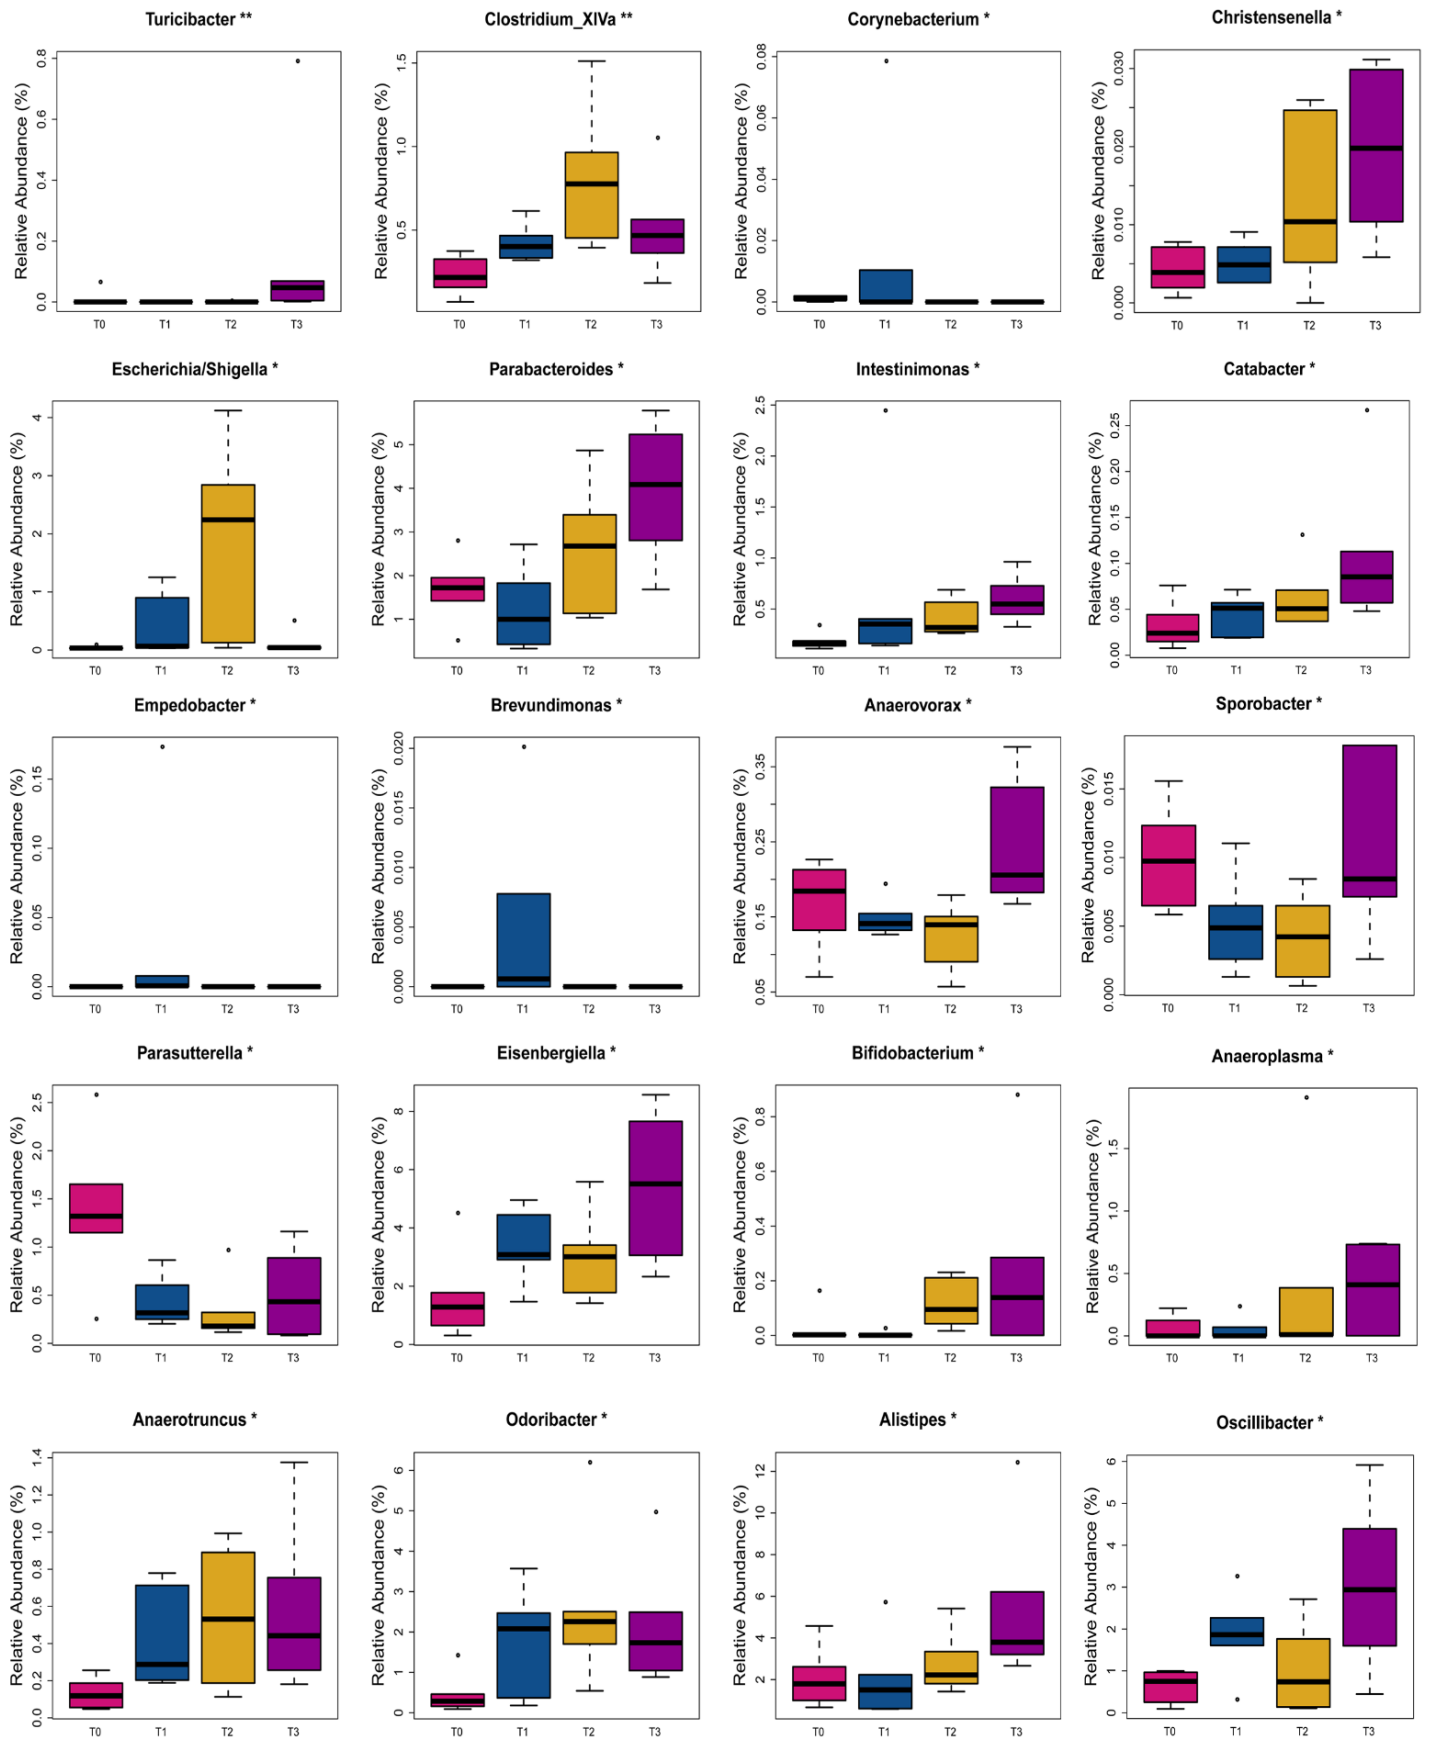 Turicibacter **
Relative Abundance (%)
0.0 0.2 0.4 0.6 0.8
T0 T1 T2 T3
Clostridium_XIVa **
Relative Abundance (%)
0.5 1.0 1.5
T0 T1 T2 T3
Corynebacterium *
Relative Abundance (%)
0.00 0.02 0.04 0.06 0.08
T0 T1 T2 T3
Christensenella *
Relative Abundance (%)
0.000 0.010 0.020 0.030
T0 T1 T2 T3
Escherichia/Shigella *
Relative Abundance (%)
0 1 2 3 4
T0 T1 T2 T3
Parabacteroides *
Relative Abundance (%)
1 2 3 4 5
T0 T1 T2 T3
Intestinimonas *
Relative Abundance (%)
0.5 1.0 1.5 2.0 2.5
T0 T1 T2 T3
Catabacter *
Relative Abundance (%)
0.00 0.05 0.10 0.15 0.20 0.25
T0 T1 T2 T3
Empedobacter *
Relative Abundance (%)
0.00 0.05 0.10 0.15
T0 T1 T2 T3
Brevundimonas *
Relative Abundance (%)
0.000 0.005 0.010 0.015 0.020
T0 T1 T2 T3
Anaerovorax *
Relative Abundance (%)
0.05 0.15 0.25 0.35
T0 T1 T2 T3
Sporobacter *
Relative Abundance (%)
0.000 0.005 0.010 0.015
T0 T1 T2 T3
Parasutterella *
Relative Abundance (%)
0.0 0.5 1.0 1.5 2.0 2.5
T0 T1 T2 T3
Eisenbergiella *
Relative Abundance (%)
0 2 4 6 8
T0 T1 T2 T3
Bifidobacterium *
Relative Abundance (%)
0.0 0.2 0.4 0.6 0.8
T0 T1 T2 T3
Anaeroplasma *
Relative Abundance (%)
0.0 0.5 1.0 1.5
T0 T1 T2 T3
Anaerotruncus *
Relative Abundance (%)
0.0 0.2 0.4 0.6 0.8 1.0 1.2 1.4
T0 T1 T2 T3
Odoribacter *
Relative Abundance (%)
0 1 2 3 4 5 6
T0 T1 T2 T3
Alistipes *
Relative Abundance (%)
2 4 6 8 10 12
T0 T1 T2 T3
Oscillibacter *
Relative Abundance (%)
0 1 2 3 4 5 6
T0 T1 T2 T3